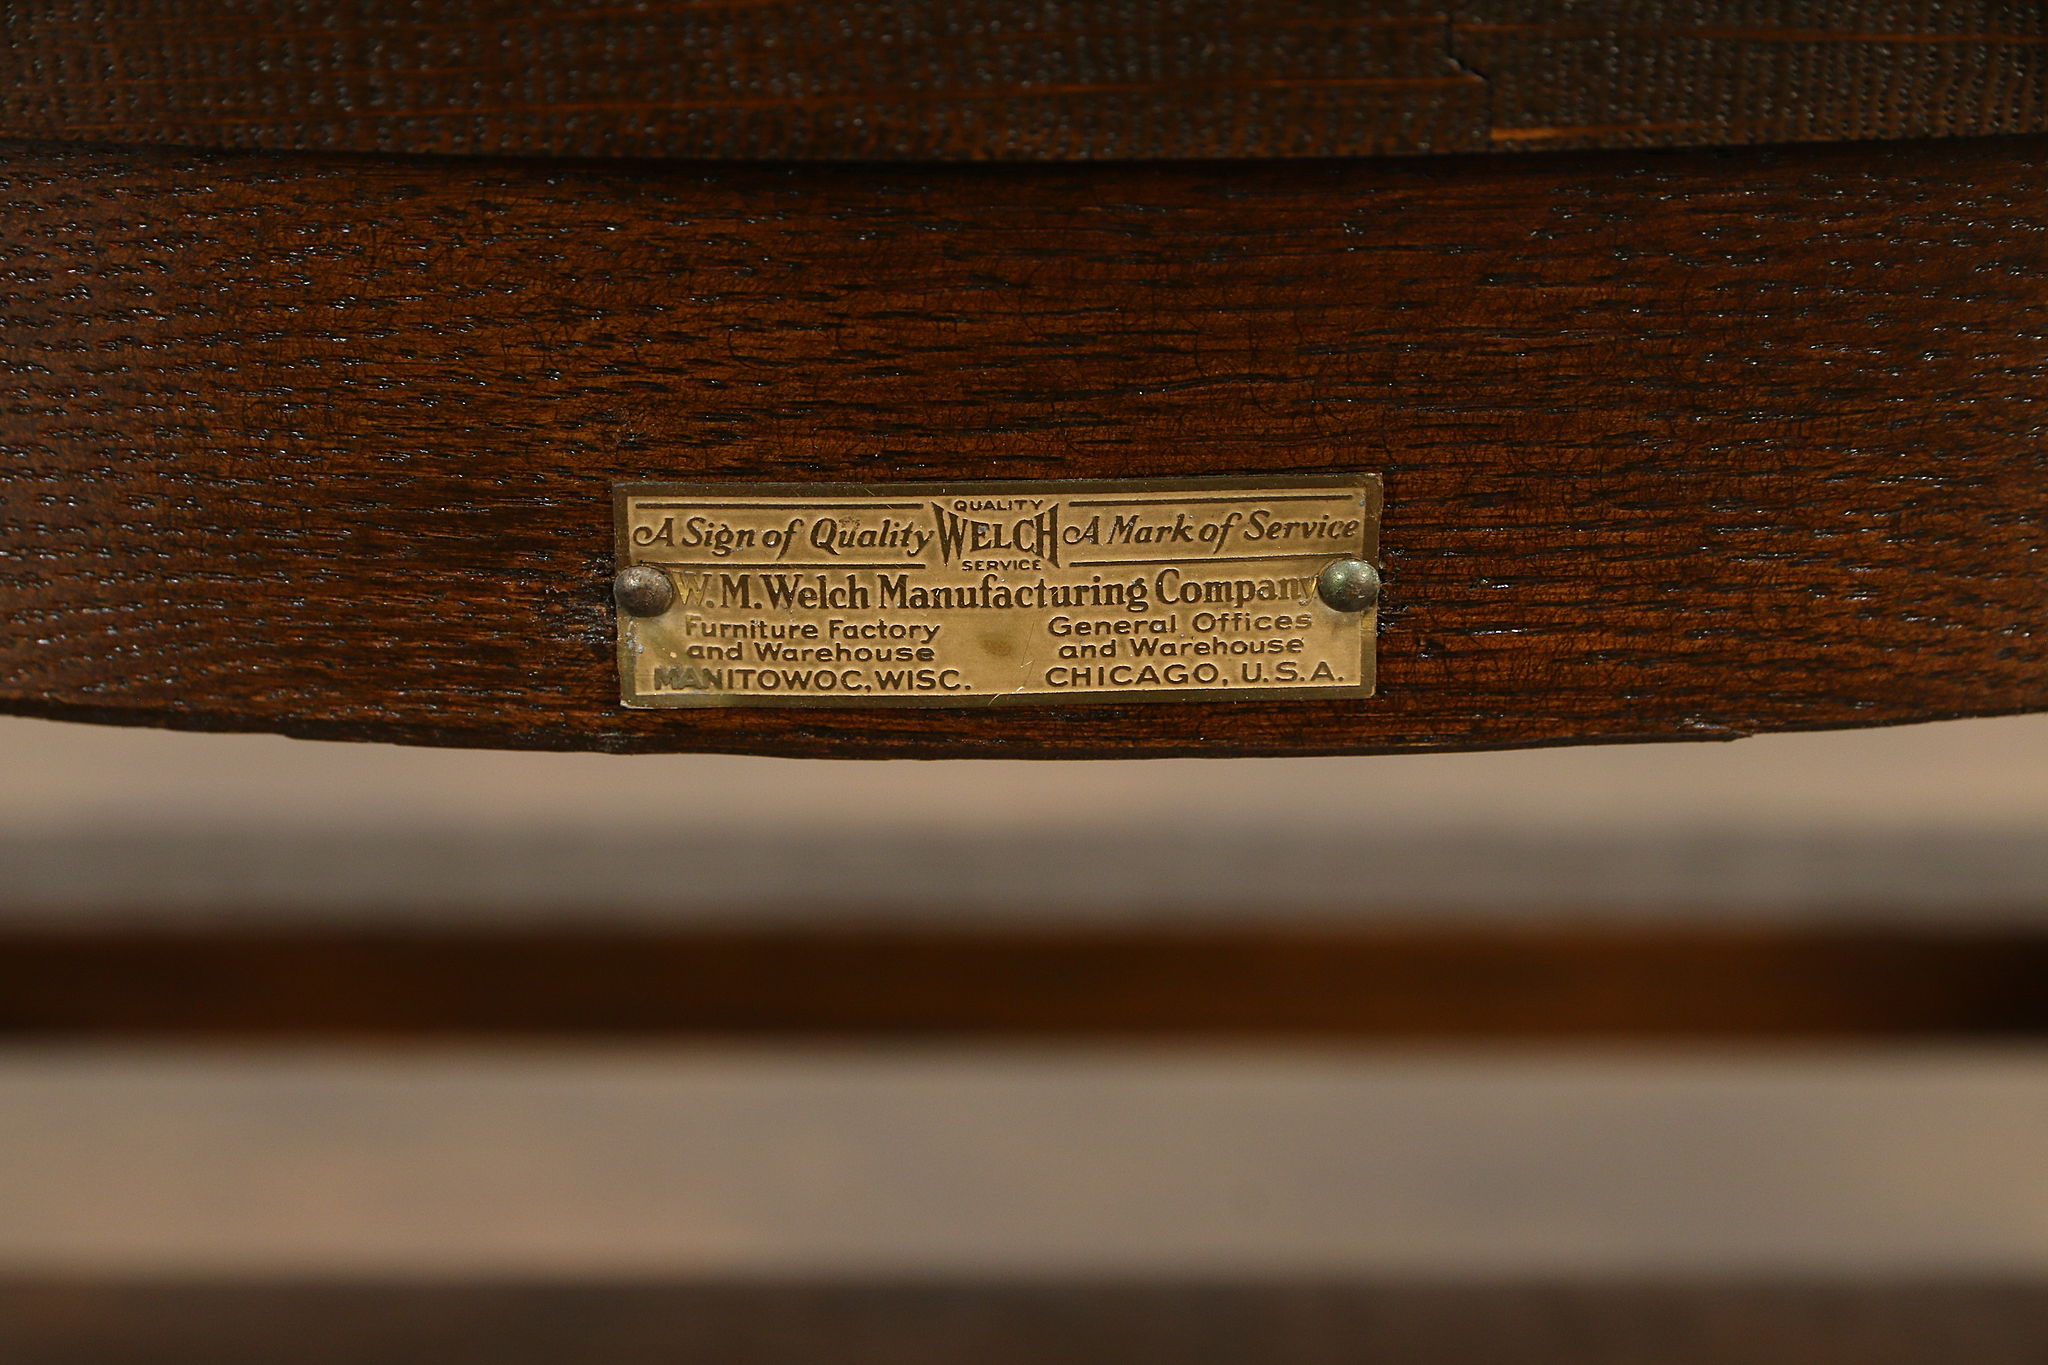 QUALITY
A Sign of Quality WELCH A Mark of Service
SERVICE
W.M. Welch Manufacturing Company
Furniture Factory General Offices
and Warehouse and Warehouse
MANITOWOC, WISC. CHICAGO, U.S.A.